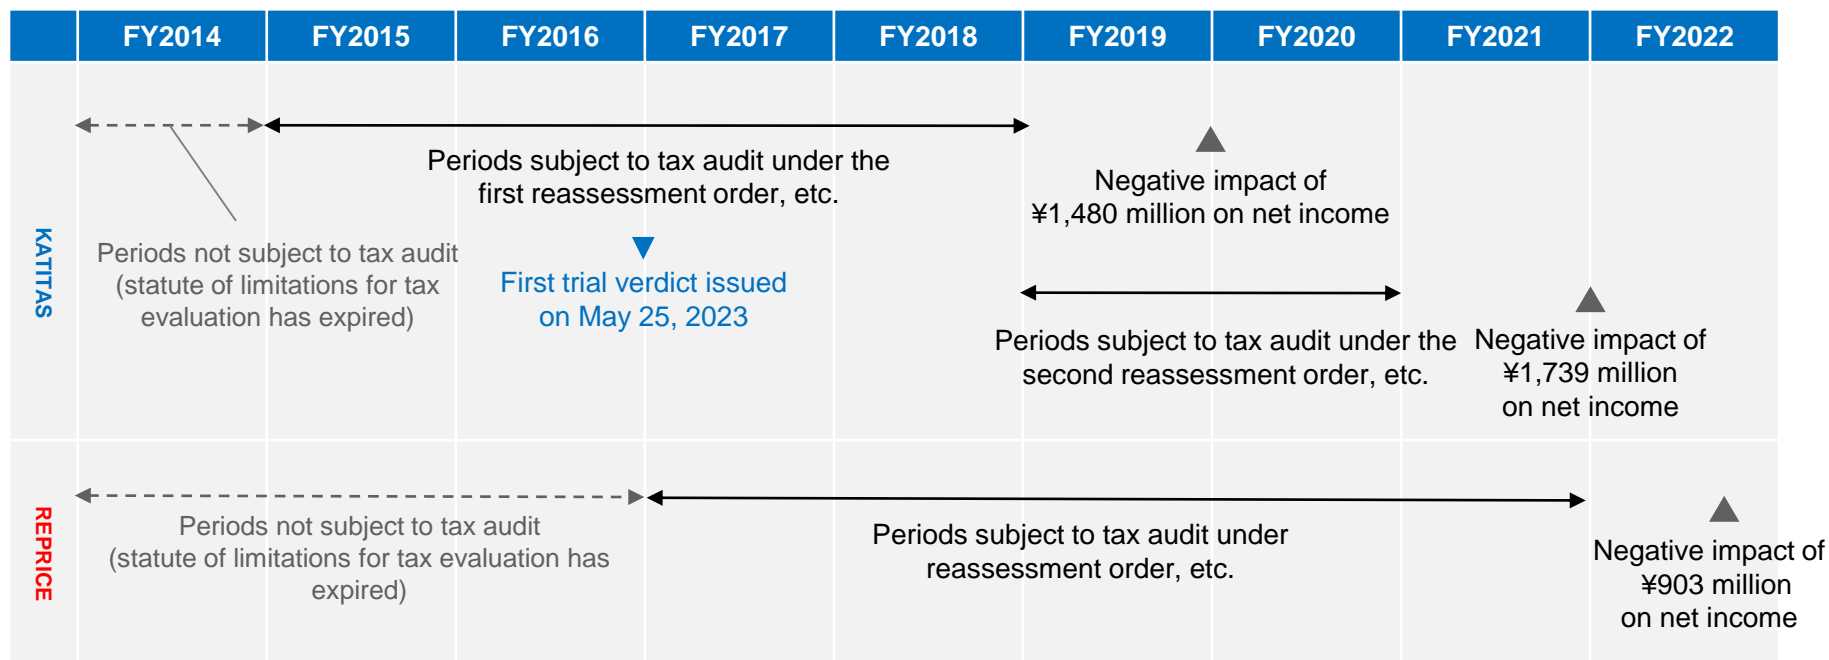 FY2014 FY2015 FY2016 FY2017 FY2018 FY2019 FY2020 FY2021 FY2022
KATITAS
Periods subject to tax audit under the
first reassessment order, etc.
Negative impact of
¥1,480 million on net income
Periods not subject to tax audit
(statute of limitations for tax
evaluation has expired)
First trial verdict issued
on May 25, 2023
Periods subject to tax audit under the
second reassessment order, etc.
Negative impact of
¥1,739 million
on net income
REPRICE
Periods not subject to tax audit
(statute of limitations for tax evaluation has
expired)
Periods subject to tax audit under
reassessment order, etc.
Negative impact of
¥903 million
on net income